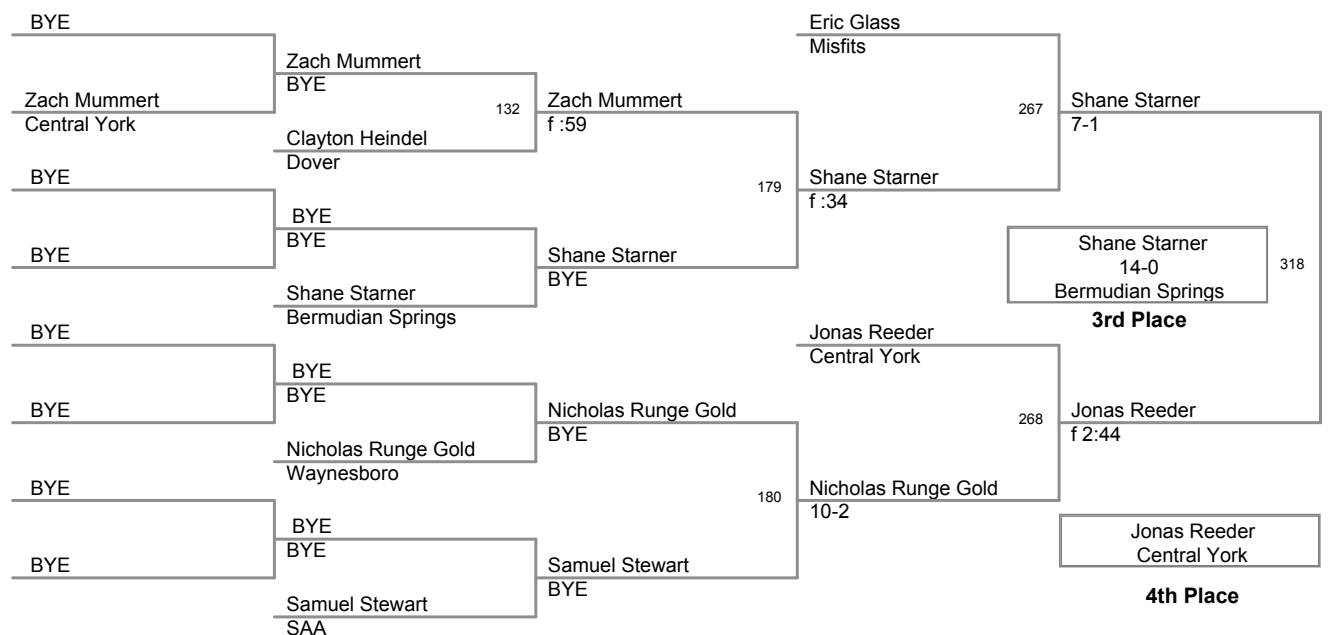 BYE
Zach Mummert
Central York
BYE
BYE
BYE
BYE
BYE
BYE
Zach Mummert
BYE
132
Clayton Heindel
Dover
BYE
BYE
Shane Starner
Bermudian Springs
BYE
BYE
Nicholas Runge Gold
Waynesboro
BYE
BYE
Samuel Stewart
SAA
Zach Mummert
f :59
179
Shane Starner
BYE
Nicholas Runge Gold
BYE
180
Samuel Stewart
BYE
Eric Glass
Misfits
267
Shane Starner
f :34
Jonas Reeder
Central York
268
Nicholas Runge Gold
10-2
Shane Starner
7-1
Shane Starner
14-0
Bermudian Springs
318
3rd Place
Jonas Reeder
f 2:44
Jonas Reeder
Central York
4th Place